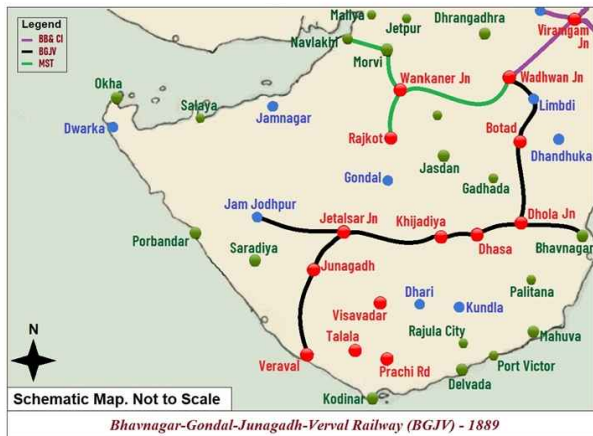 Legend
BB& CI
BGJV
MST
Maliya
Jetpur
Dhrangadhra
Viramgam
Jn
Navlakhi
Morvi
Wankaner Jn
Wadhwan Jn
Okha
Salaya
Jamnagar
Limbdi
Dwarka
Rajkot
Botad
Jasdan
Dhandhuka
Gondal
Gadhada
Jam Jodhpur
Jetalsar Jn
Khijadiya
Dhola Jn
Porbandar
Saradiya
Dhasa
Bhavnagar
Junagadh
Dhari
Kundla
Palitana
Visavadar
Rajula City
Mahuva
Talala
Veraval
Prachi Rd
Port Victor
Delvada
Kodinar
N
Schematic Map. Not to Scale
Bhavnagar-Gondal-Junagadh-Verval Railway (BGJV) - 1889